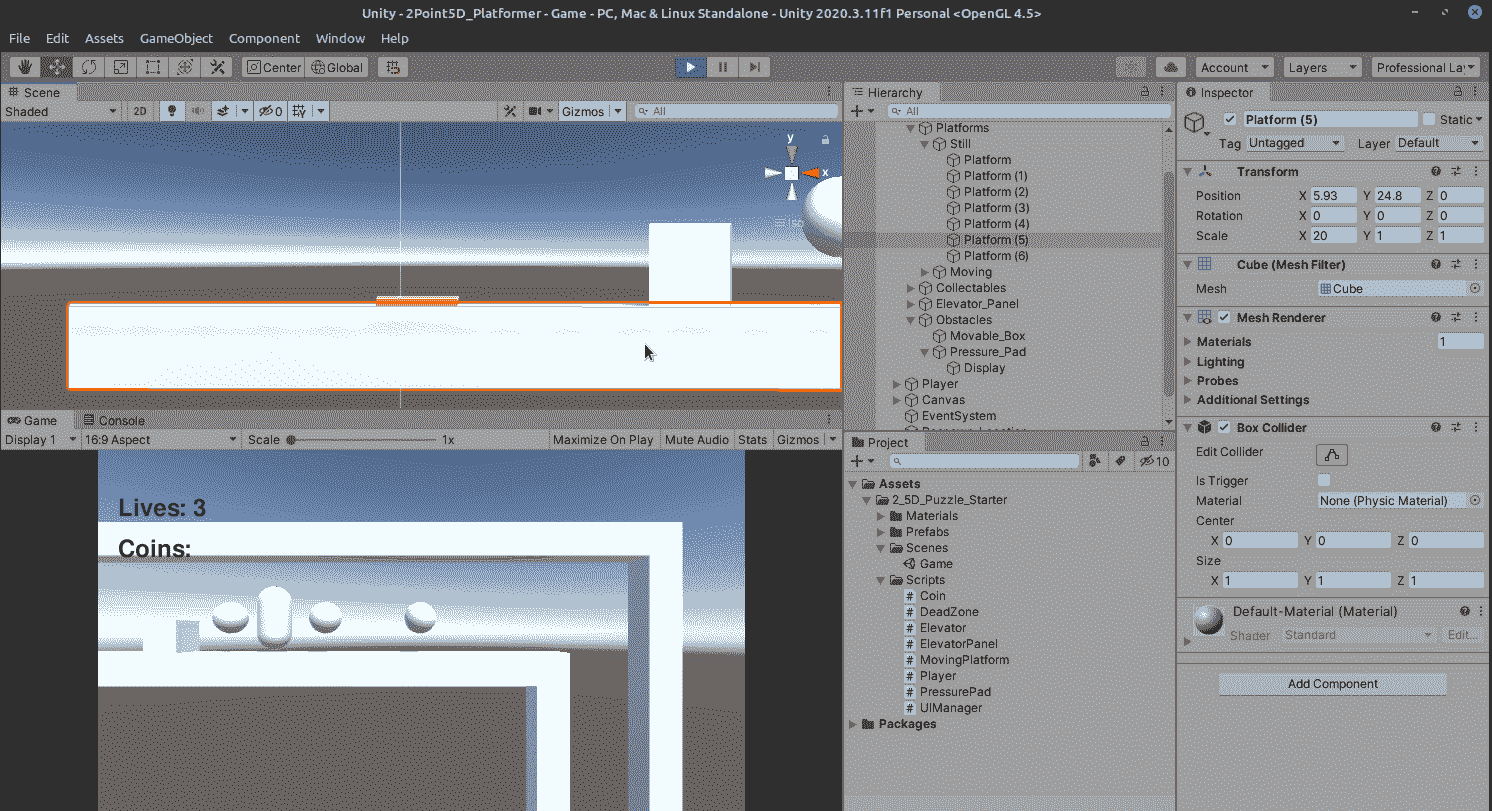 Unity - 2Point5D_Platformer - Game - PC, Mac & Linux Standalone - Unity 2020.3.11f1 Personal <OpenGL 4.5>
File Edit Assets GameObject Component Window Help
Center Global Account Layers Professional La
Scene
Shaded 2D 0 Gizmos All
y
x
Iso
Game Console
Display 1 16:9 Aspect Scale 1x Maximize On Play Mute Audio Stats Gizmos
Lives: 3
Coins:
Hierarchy
All
Platforms
Still
Platform
Platform (1)
Platform (2)
Platform (3)
Platform (4)
Platform (5)
Platform (6)
Moving
Collectables
Elevator_Panel
Obstacles
Movable_Box
Pressure_Pad
Display
Player
Canvas
EventSystem
Project
10
Assets
2_5D_Puzzle_Starter
Materials
Prefabs
Scenes
Game
Scripts
# Coin
# DeadZone
# Elevator
# ElevatorPanel
# MovingPlatform
# Player
# PressurePad
# UIManager
Packages
Inspector
Platform (5) Static
Tag Untagged Layer Default
Transform
Position X 5.93 Y 24.8 Z 0
Rotation X 0 Y 0 Z 0
Scale X 20 Y 1 Z 1
Cube (Mesh Filter)
Mesh Cube
Mesh Renderer
Materials 1
Lighting
Probes
Additional Settings
Box Collider
Edit Collider
Is Trigger
Material None (Physic Material)
Center
X 0 Y 0 Z 0
Size
X 1 Y 1 Z 1
Default-Material (Material)
Shader Standard Edit...
Add Component